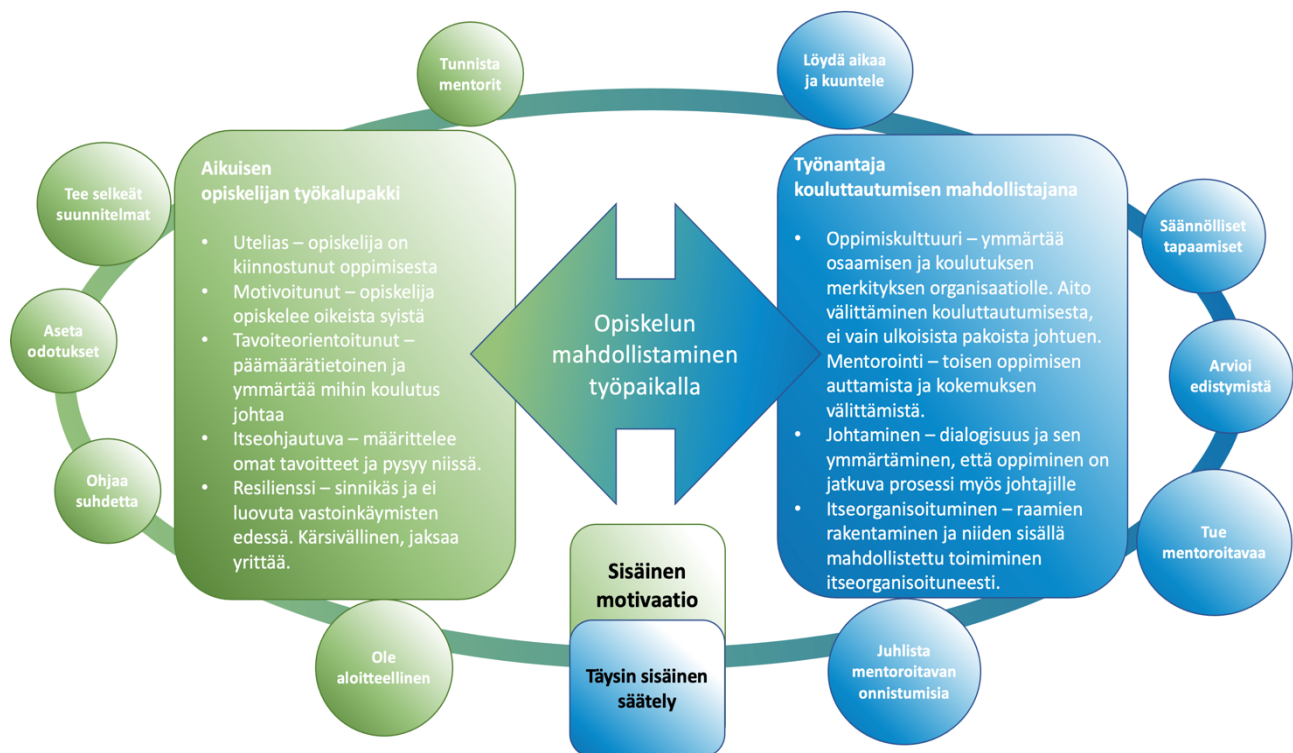 Tunnista
mentorit
Löydä aikaa
ja kuuntele
Tee selkeät
suunnitelmat
Aseta
odotukset
Ohjaa
suhdetta
Ole
aloitteellinen
Aikuisen
opiskelijan työkalupakki
• Utelias – opiskelija on
kiinnostunut oppimisesta
• Motivoitunut – opiskelija
opiskelee oikeista syistä
• Tavoiteorientoitunut –
päämäärätietoinen ja
ymmärtää mihin koulutus
johtaa
• Itseohjautuva – määrittelee
omat tavoitteet ja pysyy niissä.
• Resilienssi – sinnikäs ja ei
luovuta vastoinkäymisten
edessä. Kärsivällinen, jaksaa
yrittää.
Opiskelun
mahdollistaminen
työpaikalla
Sisäinen
motivaatio
Täysin sisäinen
säätely
Työnantaja
kouluttautumisen mahdollistajana
• Oppimiskulttuuri – ymmärtää
osaamisen ja koulutuksen
merkityksen organisaatiolle. Aito
välittäminen kouluttautumisesta,
ei vain ulkoisista pakoista johtuen.
• Mentorointi – toisen oppimisen
auttamista ja kokemuksen
välittämistä.
• Johtaminen – dialogisuus ja sen
ymmärtäminen, että oppiminen on
jatkuva prosessi myös johtajille
• Itseorganisoituminen – raamien
rakentaminen ja niiden sisällä
mahdollistettu toimiminen
itseorganisoituneesti.
Säännölliset
tapaamiset
Arvioi
edistymistä
Tue
mentoroitavaa
Juhlista
mentoroitavan
onnistumisia